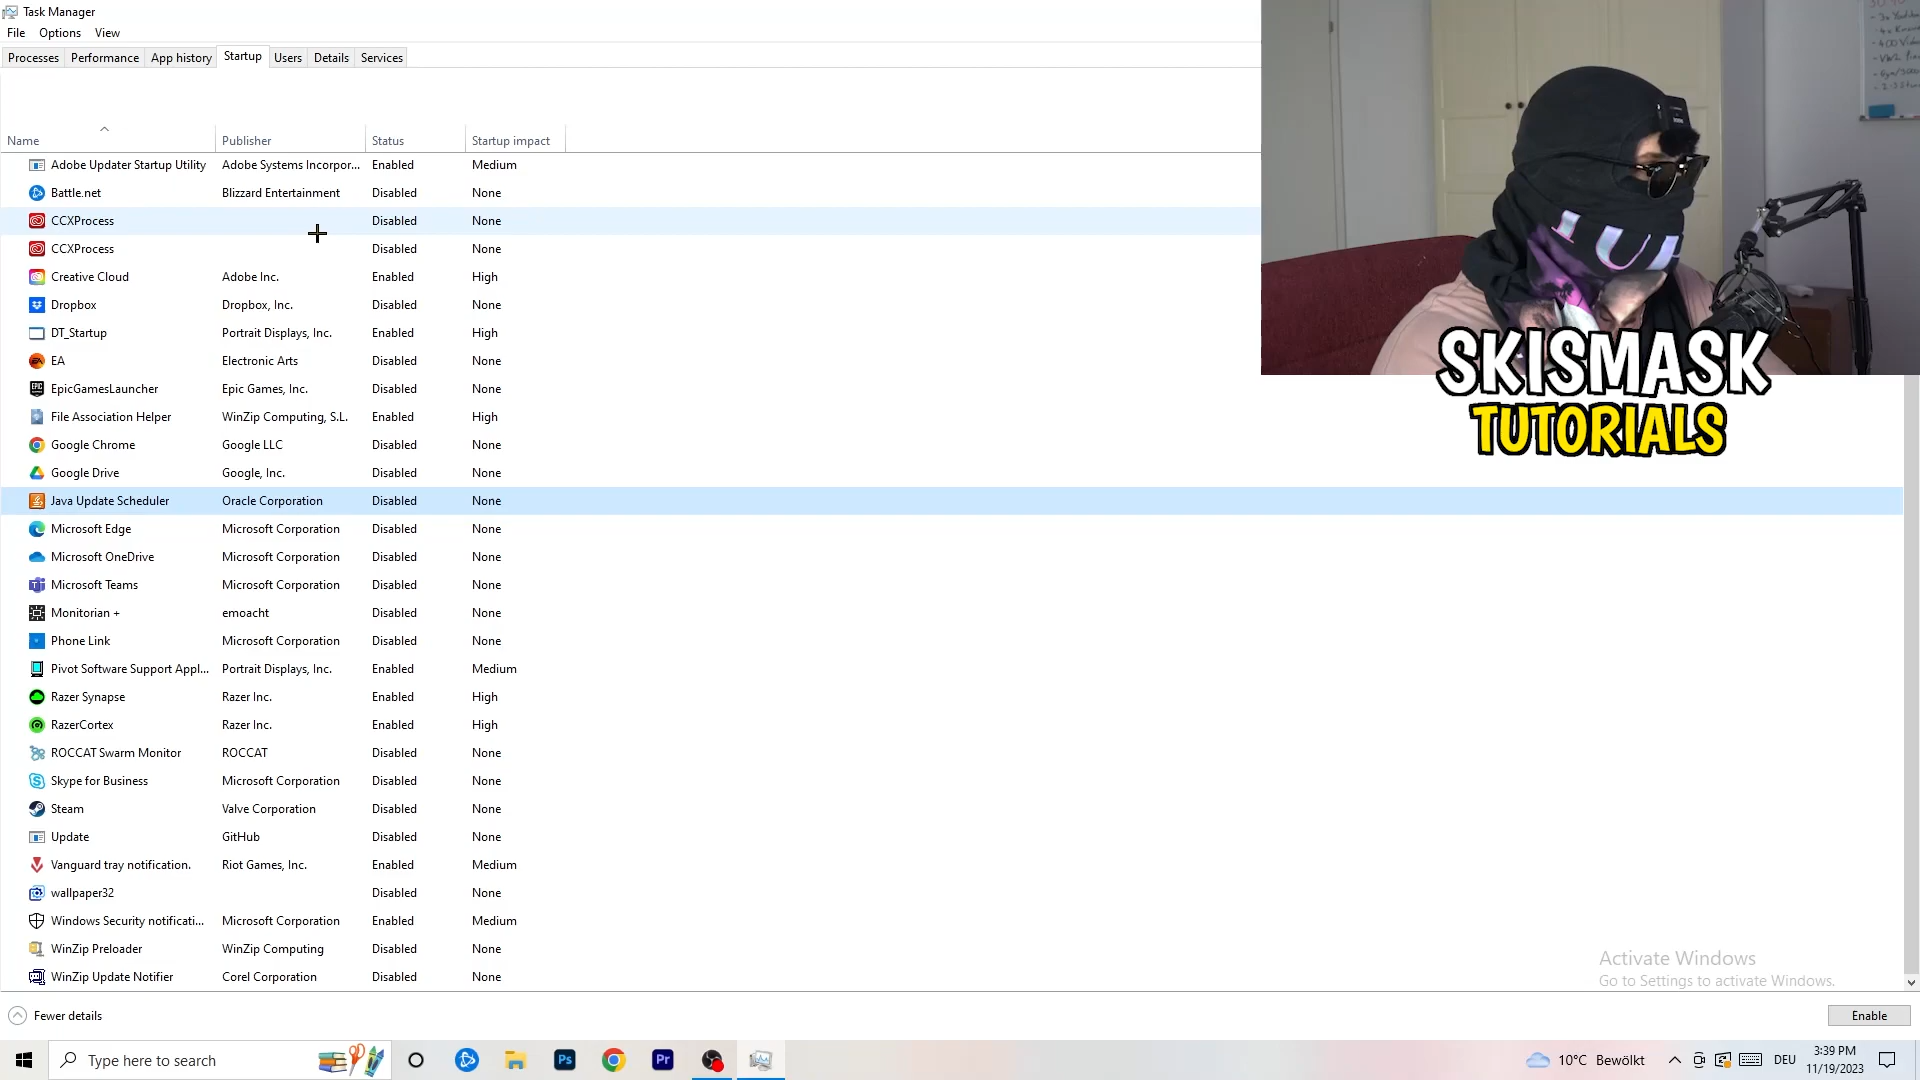 Task Manager
File Options View
Processes Performance App history Startup Users Details Services
Name Publisher Status Startup impact
Adobe Updater Startup Utility Adobe Systems Incorpor... Enabled Medium
Battle.net Blizzard Entertainment Disabled None
CCXProcess Disabled None
CCXProcess Disabled None
Creative Cloud Adobe Inc. Enabled High
Dropbox Dropbox, Inc. Disabled None
DT_Startup Portrait Displays, Inc. Enabled High
EA Electronic Arts Disabled None
EpicGamesLauncher Epic Games, Inc. Disabled None
File Association Helper WinZip Computing, S.L. Enabled High
Google Chrome Google LLC Disabled None
Google Drive Google, Inc. Disabled None
Java Update Scheduler Oracle Corporation Disabled None
Microsoft Edge Microsoft Corporation Disabled None
Microsoft OneDrive Microsoft Corporation Disabled None
Microsoft Teams Microsoft Corporation Disabled None
Monitorian + emoacht Disabled None
Phone Link Microsoft Corporation Disabled None
Pivot Software Support Appl... Portrait Displays, Inc. Enabled Medium
Razer Synapse Razer Inc. Enabled High
RazerCortex Razer Inc. Enabled High
ROCCAT Swarm Monitor ROCCAT Disabled None
Skype for Business Microsoft Corporation Disabled None
Steam Valve Corporation Disabled None
Update GitHub Disabled None
Vanguard tray notification. Riot Games, Inc. Enabled Medium
wallpaper32 Disabled None
Windows Security notificati... Microsoft Corporation Enabled Medium
WinZip Preloader WinZip Computing Disabled None
WinZip Update Notifier Corel Corporation Disabled None
SKISMASK
TUTORIALS
Activate Windows
Go to Settings to activate Windows.
Fewer details
Enable
Type here to search
Ps
Pr
10°C Bewölkt
DEU
3:39 PM
11/19/2023